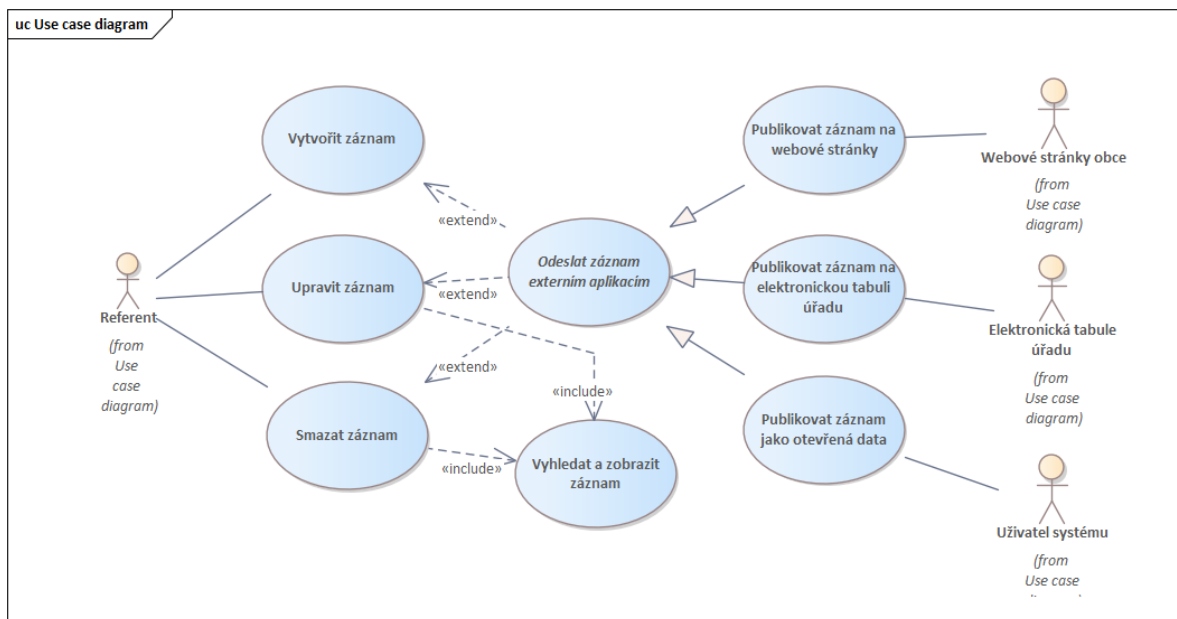 uc Use case diagram
Vytvořit záznam
Publikovat záznam na
webové stránky
Webové stránky obce
(from
Use case
diagram)
«extend»
Referent
(from
Use
case
diagram)
Upravit záznam
«extend»
Odeslat záznam
externím aplikacím
Publikovat záznam na
elektronickou tabuli
úřadu
Elektronická tabule
úřadu
(from
Use case
diagram)
«extend»
«include»
Smazat záznam
«include»
Vyhledat a zobrazit
záznam
Publikovat záznam
jako otevřená data
Uživatel systému
(from
Use case